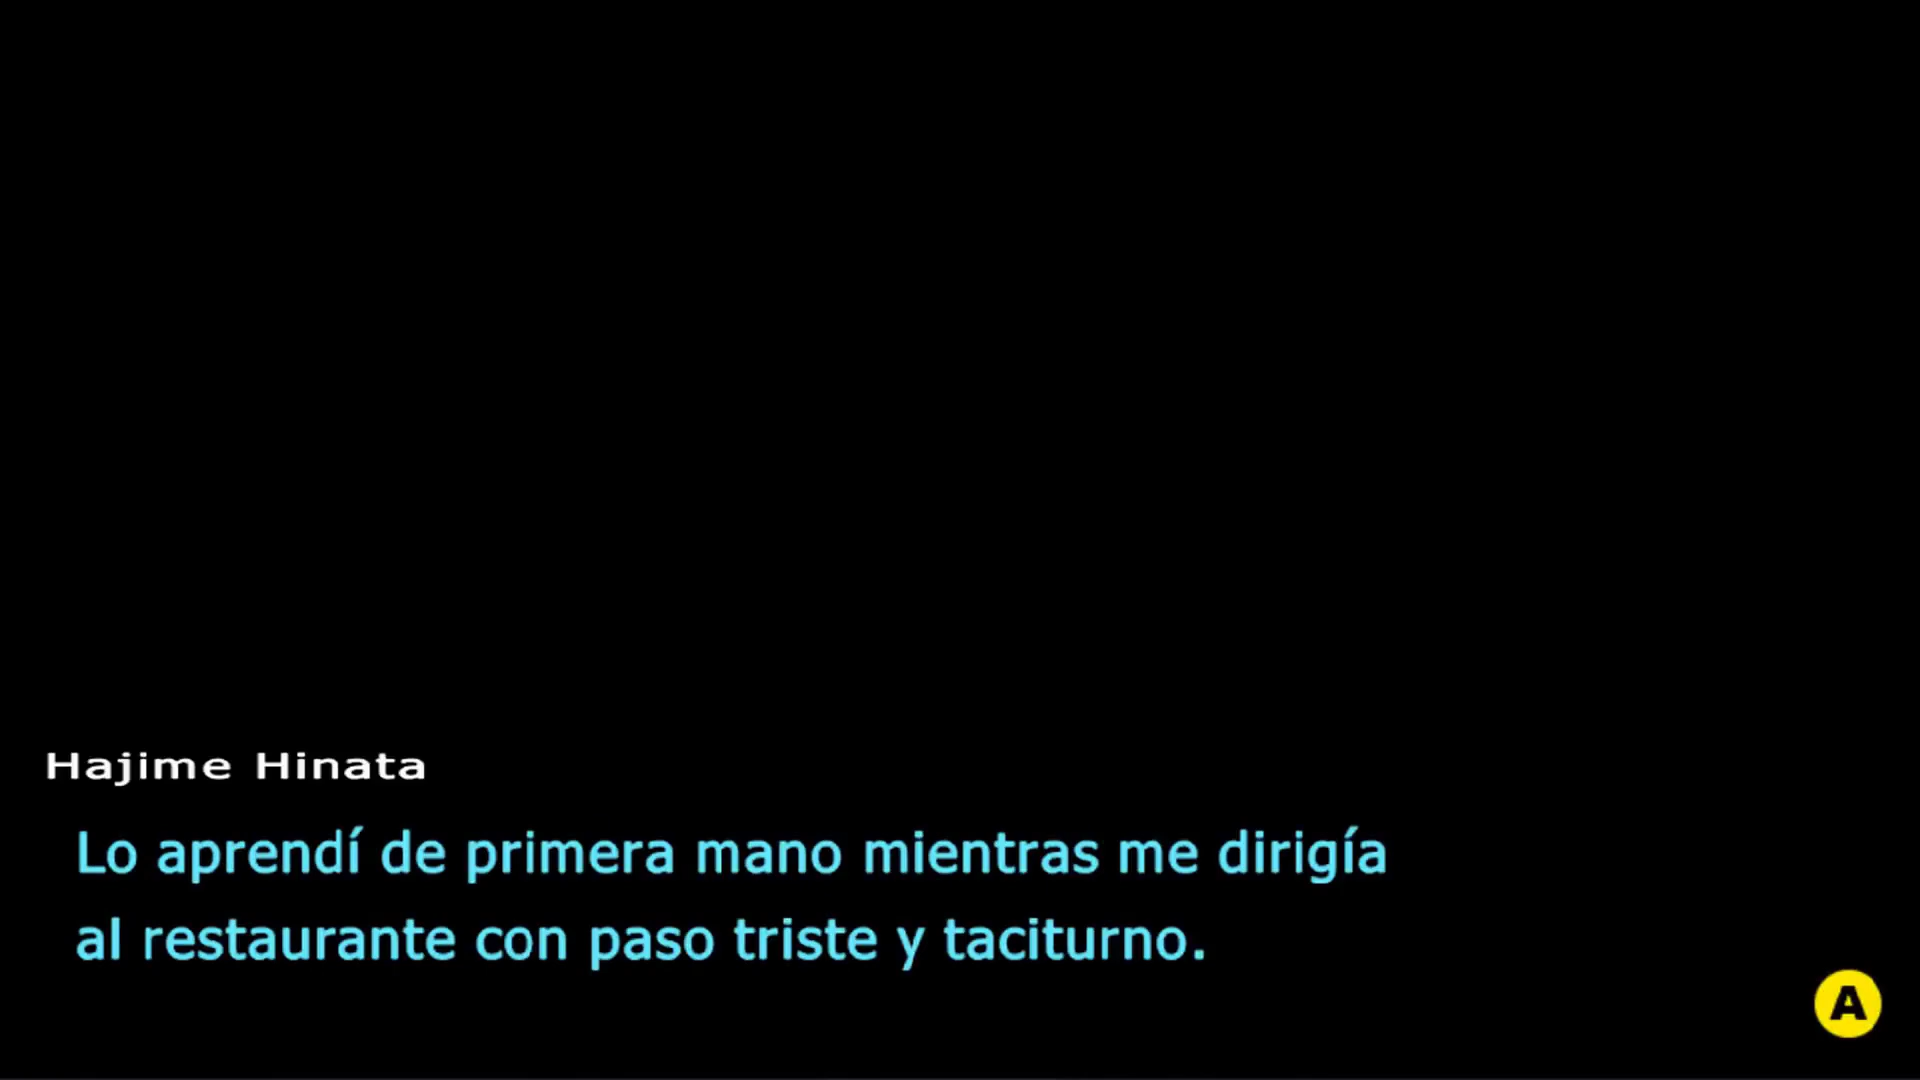 Hajime Hinata
Lo aprendí de primera mano mientras me dirigía
al restaurante con paso triste y taciturno.
A